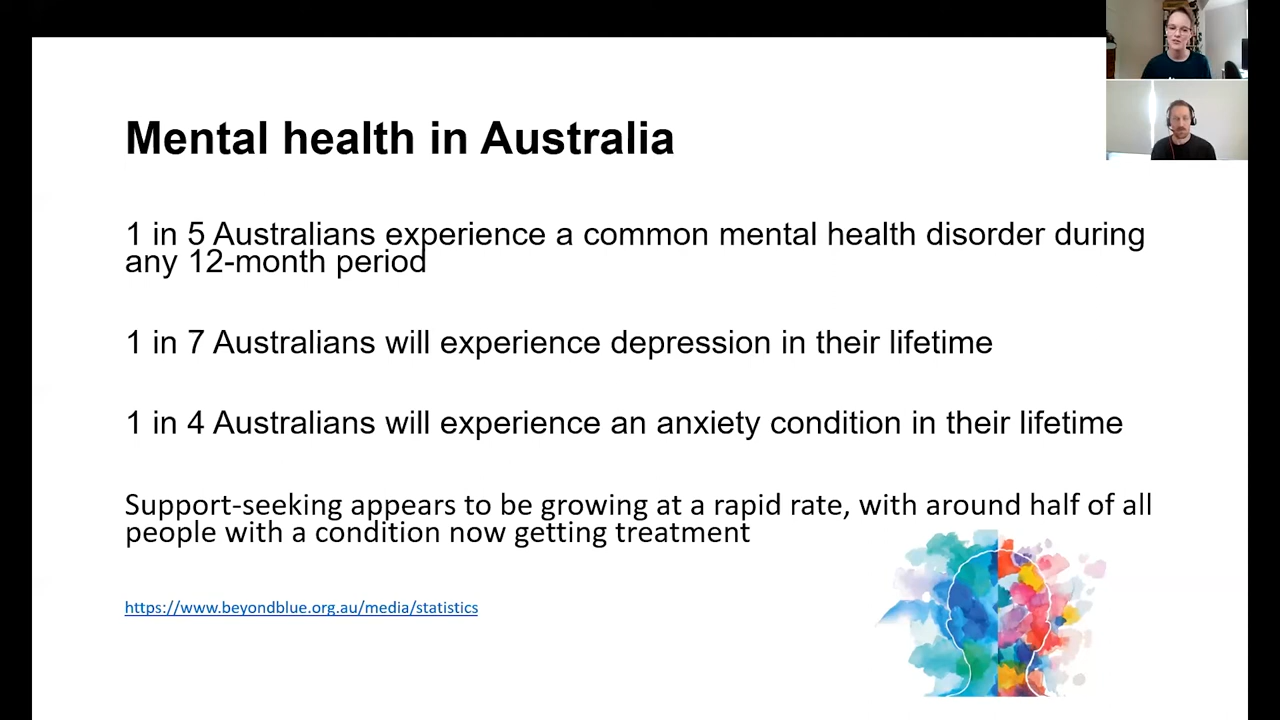 Mental health in Australia
1 in 5 Australians experience a common mental health disorder during
any 12-month period
1 in 7 Australians will experience depression in their lifetime
1 in 4 Australians will experience an anxiety condition in their lifetime
Support-seeking appears to be growing at a rapid rate, with around half of all
people with a condition now getting treatment
https://www.beyondblue.org.au/media/statistics